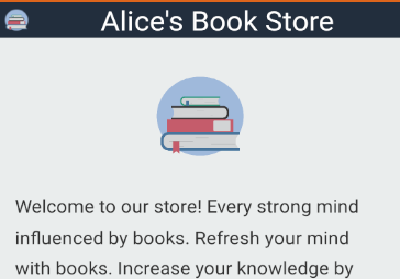 Alice's Book Store
Welcome to our store! Every strong mind
influenced by books. Refresh your mind
with books. Increase your knowledge by